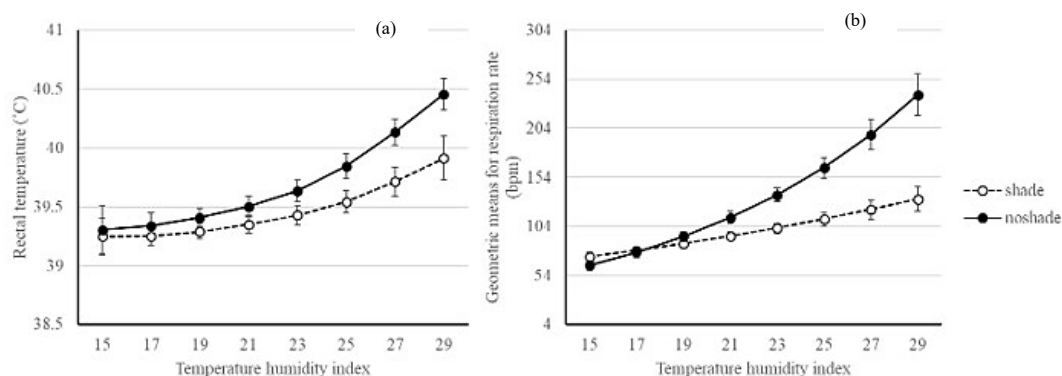 (a)
41
40.5
40
39.5
39
38.5
Rectal temperature (˚C)
15 17 19 21 23 25 27 29
Temperature humidity index
(b)
304
254
204
154
104
54
4
Geometric means for respiration rate
(bpm)
15 17 19 21 23 25 27 29
Temperature humidity index
shade
noshade